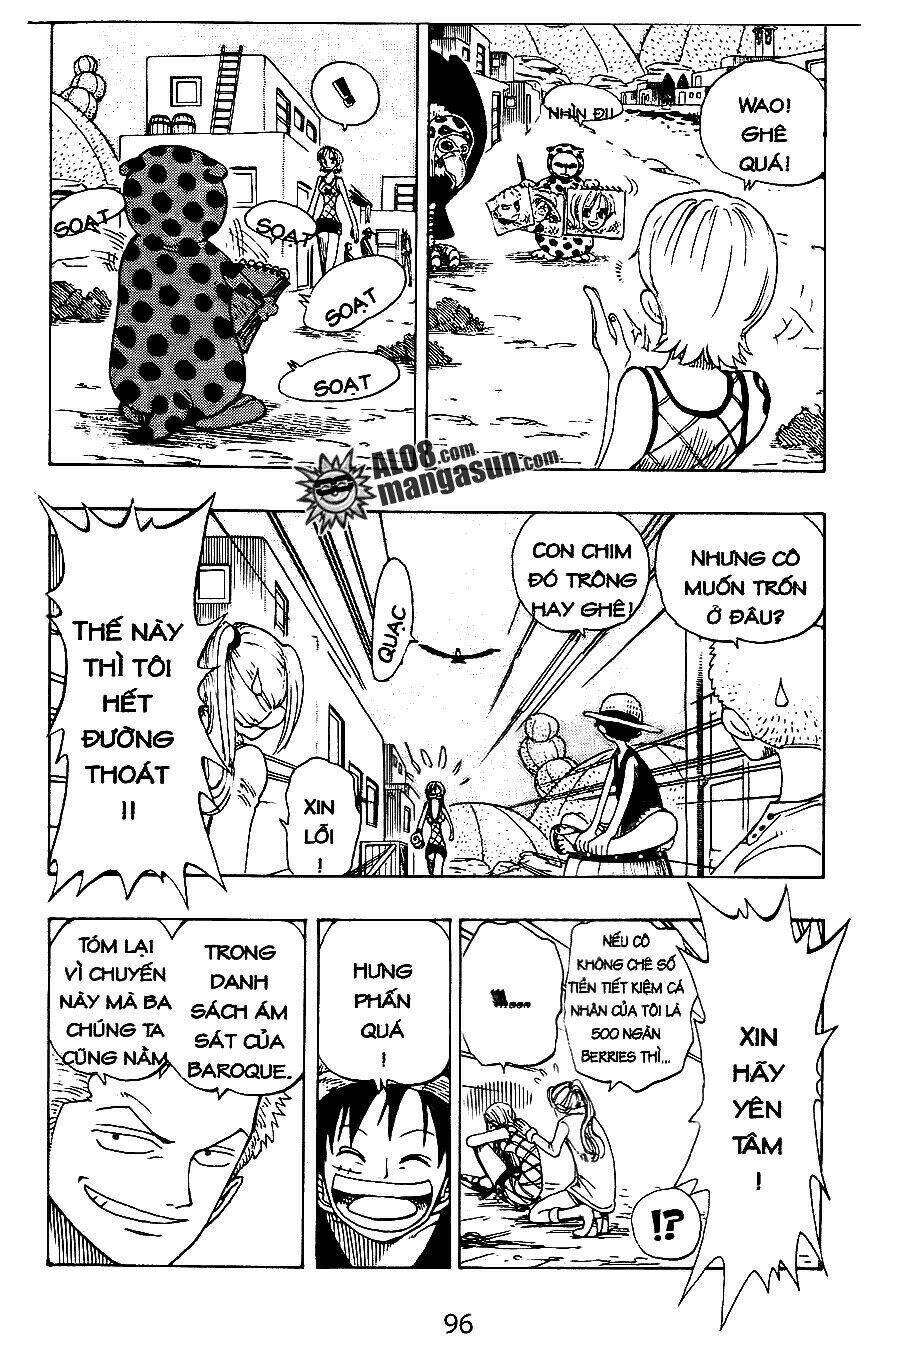 SOẠT
SOẠT
SOẠT
SOẠT
!
NHÌN ĐI!
WAO!
GHÊ
QUÁ!
ALO8.com
mangasun.com
THẾ NÀY
THÌ TÔI
HẾT
ĐƯỜNG
THOÁT
!!
XIN
LỖI
!
QUẠC
CON CHIM
ĐÓ TRÔNG
HAY GHÊ!
NHƯNG CÔ
MUỐN TRỐN
Ở ĐÂU?
TÓM LẠI
VÌ CHUYẾN
NÀY MÀ BA
CHÚNG TA
CŨNG NẰM
TRONG
DANH
SÁCH ÁM
SÁT CỦA
BAROQUE.
HƯNG
PHẤN
QUÁ
!
NẾU CÔ
KHÔNG CHÊ SỐ
TIỀN TIẾT KIỆM CÁ
NHÂN CỦA TÔI LÀ
500 NGÀN
BERRIES THÌ...
!?
XIN
HÃY
YÊN
TÂM
!
96